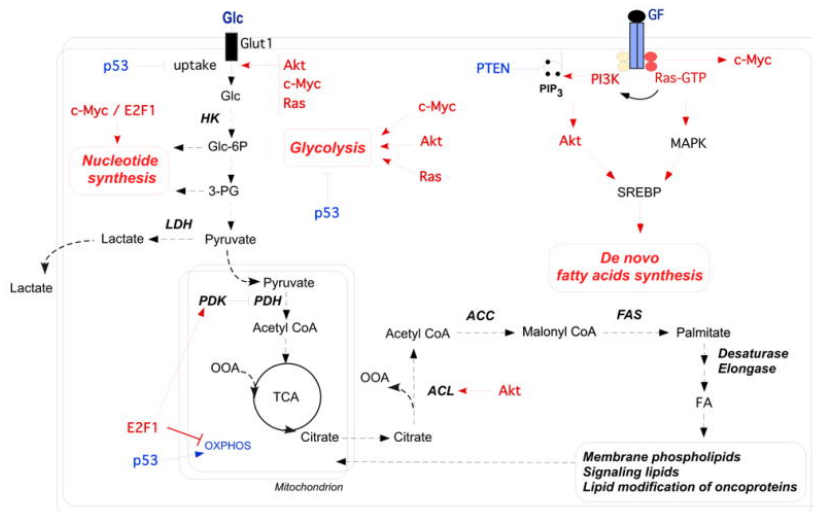 Glc
GF
Glut1
p53
uptake
Akt
c-Myc
Ras
Glc
PTEN
PIP3
PI3K
Ras-GTP
c-Myc
c-Myc / E2F1
HK
Glc-6P
Nucleotide
synthesis
3-PG
Glycolysis
c-Myc
Akt
Ras
p53
Akt
MAPK
SREBP
De novo
fatty acids synthesis
LDH
Lactate
Pyruvate
Lactate
Pyruvate
PDK
PDH
Acetyl CoA
OOA
TCA
Citrate
Citrate
E2F1
p53
OXPHOS
Mitochondrion
Acetyl CoA
ACC
Malonyl CoA
FAS
Palmitate
OOA
ACL
Akt
Desaturase
Elongase
FA
Membrane phospholipids
Signaling lipids
Lipid modification of oncoproteins